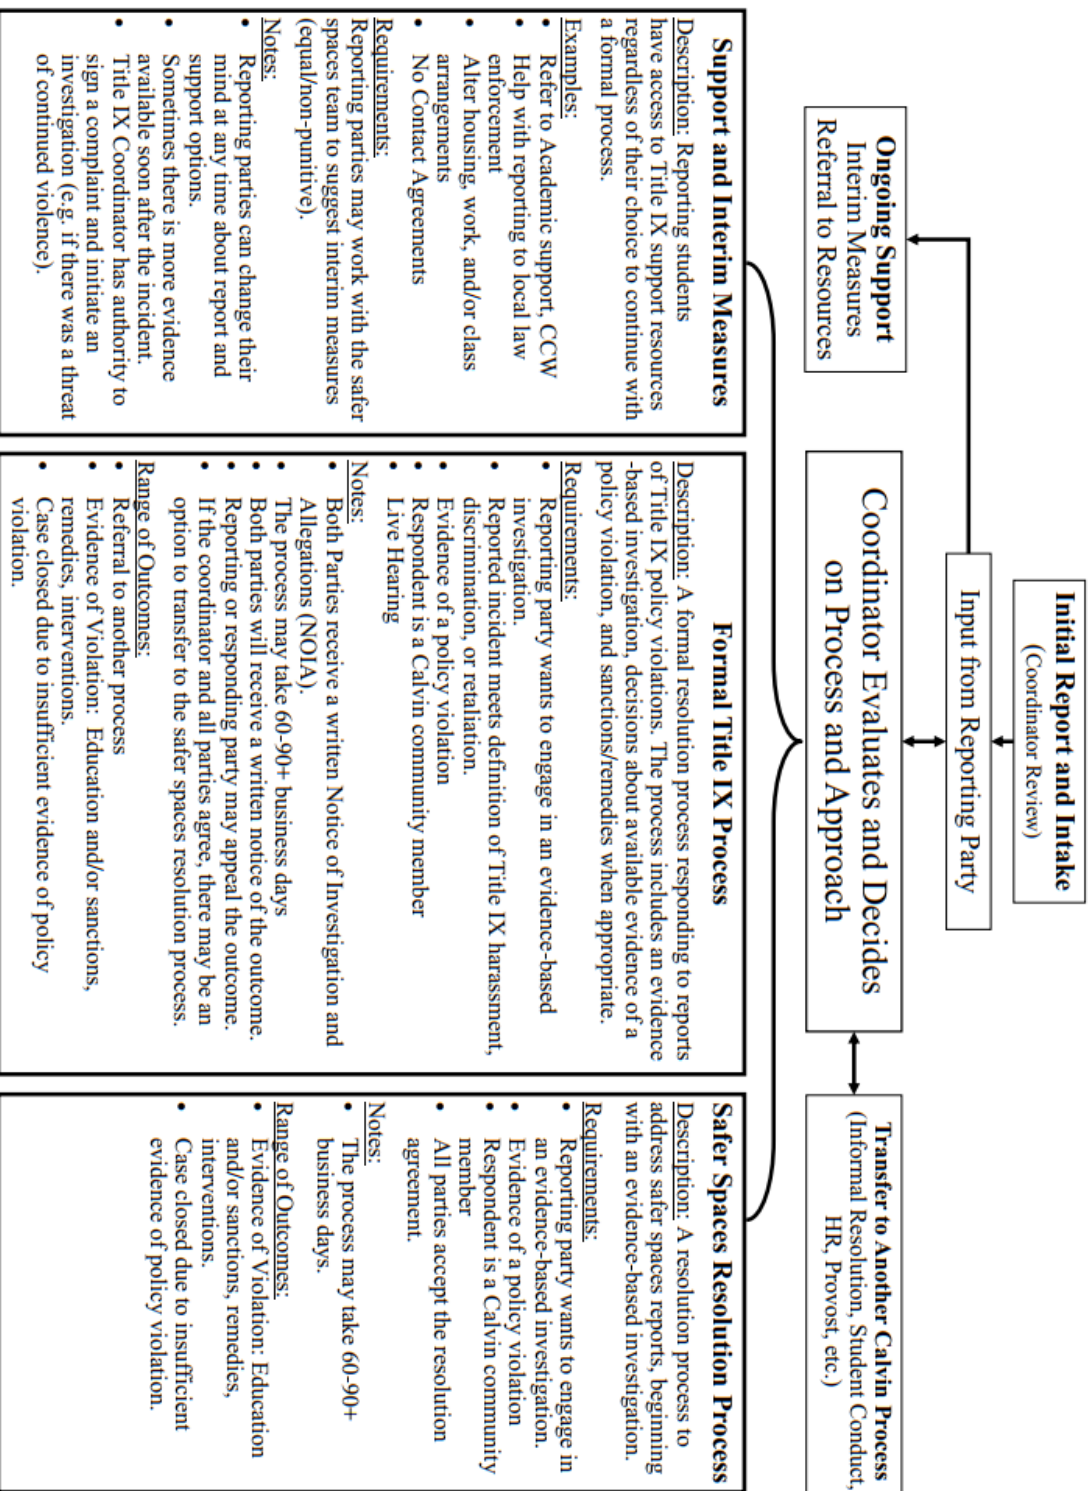 Initial Report and Intake
(Coordinator Review)
Input from Reporting Party
Ongoing Support
Interim Measures
Referral to Resources
Coordinator Evaluates and Decides
on Process and Approach
Transfer to Another Calvin Process
(Informal Resolution, Student Conduct,
HR, Provost, etc.)
Support and Interim Measures
Description: Reporting students
have access to Title IX support resources
regardless of their choice to continue with
a formal process.
Examples:
• Refer to Academic support, CCW
• Help with reporting to local law
enforcement
• Alter housing, work, and/or class
arrangements
• No Contact Agreements
Requirements:
Reporting parties may work with the safer
spaces team to suggest interim measures
(equal/non-punitive).
Notes:
• Reporting parties can change their
mind at any time about report and
support options.
• Sometimes there is more evidence
available soon after the incident.
• Title IX Coordinator has authority to
sign a complaint and initiate an
investigation (e.g. if there was a threat
of continued violence).
Formal Title IX Process
Description: A formal resolution process responding to reports
of Title IX policy violations. The process includes an evidence
-based investigation, decisions about available evidence of a
policy violation, and sanctions/remedies when appropriate.
Requirements:
• Reporting party wants to engage in an evidence-based
investigation.
• Reported incident meets definition of Title IX harassment,
discrimination, or retaliation.
• Evidence of a policy violation
• Respondent is a Calvin community member
• Live Hearing
Notes:
• Both Parties receive a written Notice of Investigation and
Allegations (NOIA).
• The process may take 60-90+ business days
• Both parties will receive a written notice of the outcome.
• Reporting or responding party may appeal the outcome.
• If the coordinator and all parties agree, there may be an
option to transfer to the safer spaces resolution process.
Range of Outcomes:
• Referral to another process
• Evidence of Violation: Education and/or sanctions,
remedies, interventions.
• Case closed due to insufficient evidence of policy
violation.
Safer Spaces Resolution Process
Description: A resolution process to
address safer spaces reports, beginning
with an evidence-based investigation.
Requirements:
• Reporting party wants to engage in
an evidence-based investigation.
• Evidence of a policy violation
• Respondent is a Calvin community
member
• All parties accept the resolution
agreement.
Notes:
• The process may take 60-90+
business days.
Range of Outcomes:
• Evidence of Violation: Education
and/or sanctions, remedies,
interventions.
• Case closed due to insufficient
evidence of policy violation.